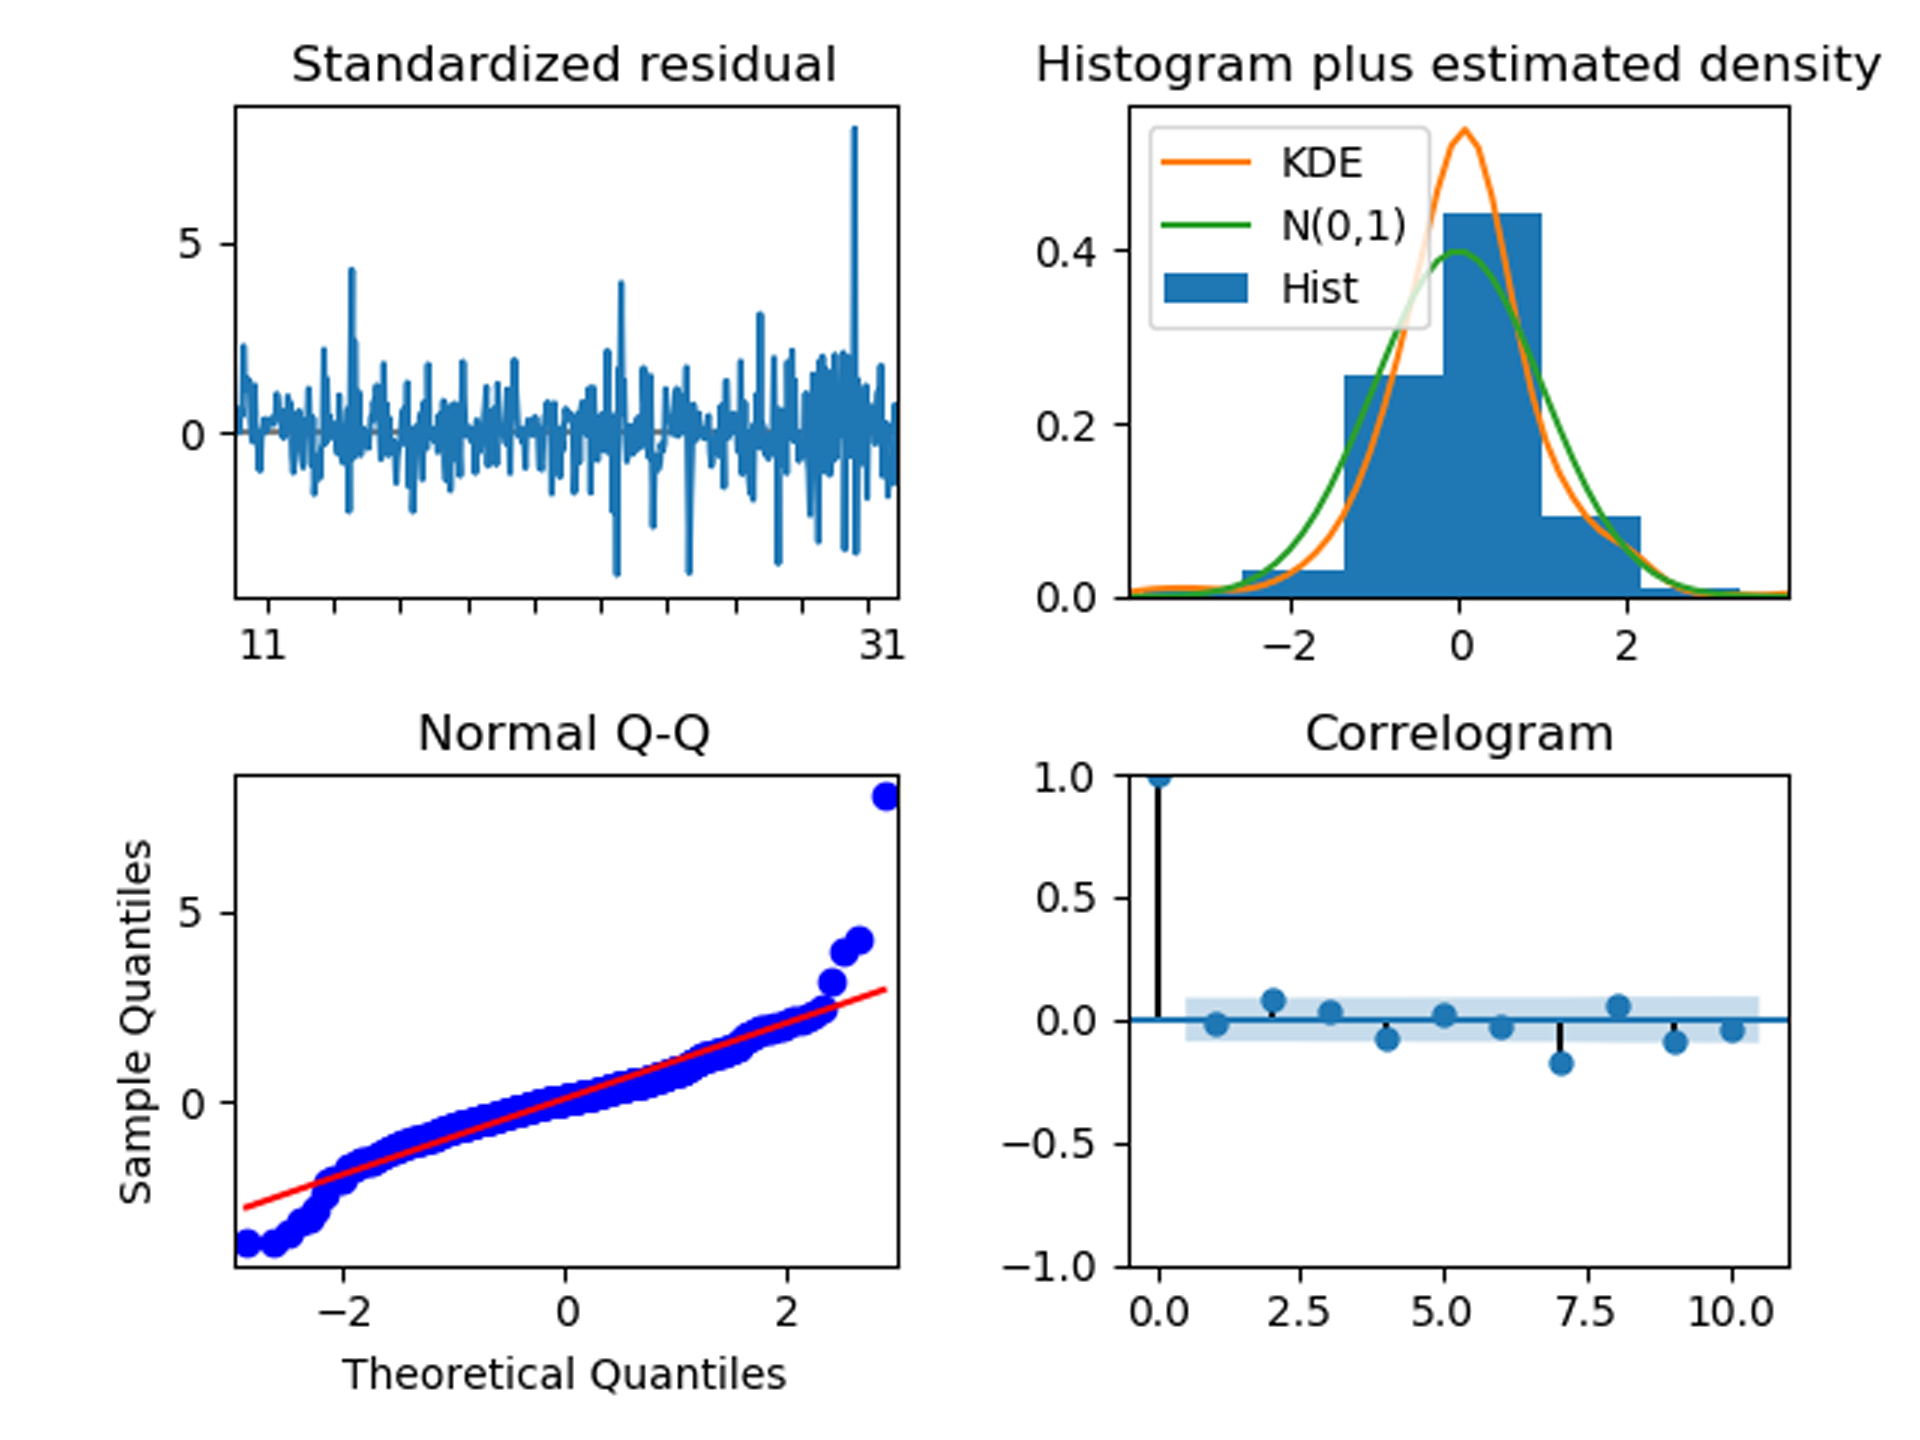 Standardized residual
5
0
11
31
Histogram plus estimated density
KDE
N(0,1)
Hist
0.4
0.2
0.0
−2
0
2
Normal Q-Q
Sample Quantiles
5
0
−2
0
2
Theoretical Quantiles
Correlogram
1.0
0.5
0.0
−0.5
−1.0
0.0
2.5
5.0
7.5
10.0